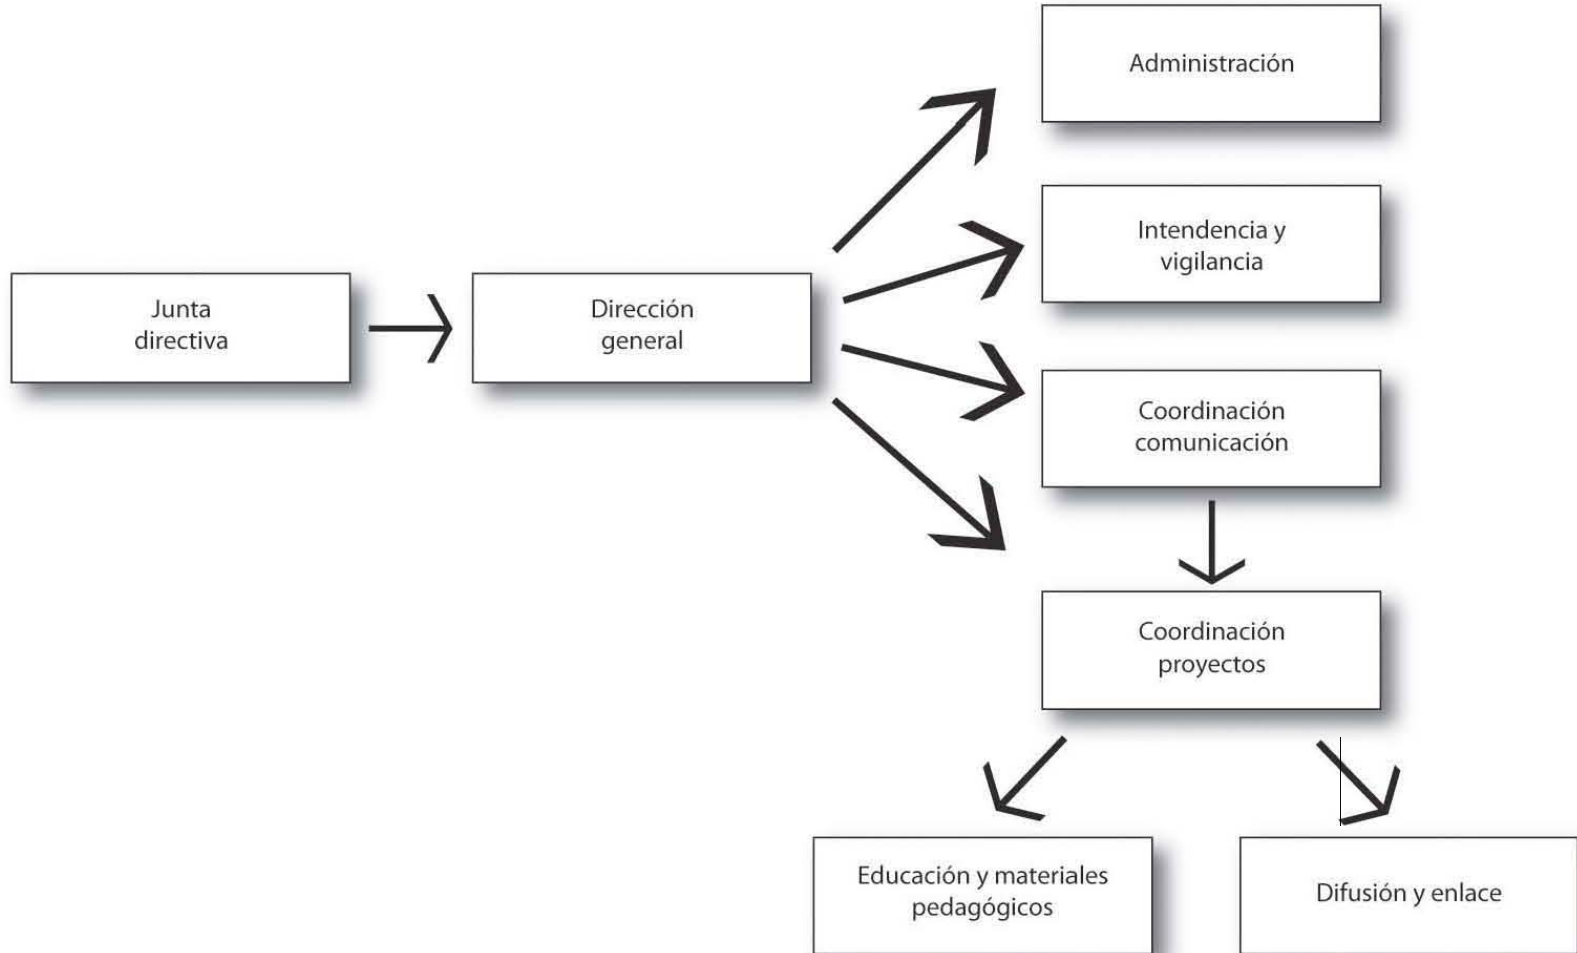 Administración
Intendencia y
vigilancia
Junta
directiva
Dirección
general
Coordinación
comunicación
Coordinación
proyectos
Educación y materiales
pedagógicos
Difusión y enlace